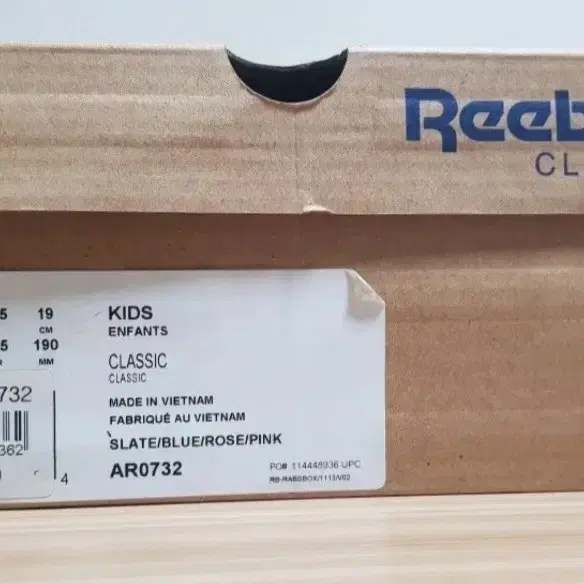 Reeb
CL
5 19 KIDS
CM ENFANTS
5 190
MM
CLASSIC
CLASSIC
MADE IN VIETNAM
FABRIQUÉ AU VIETNAM
SLATE/BLUE/ROSE/PINK
AR0732
PO# 114448936 UPC
732
362
4